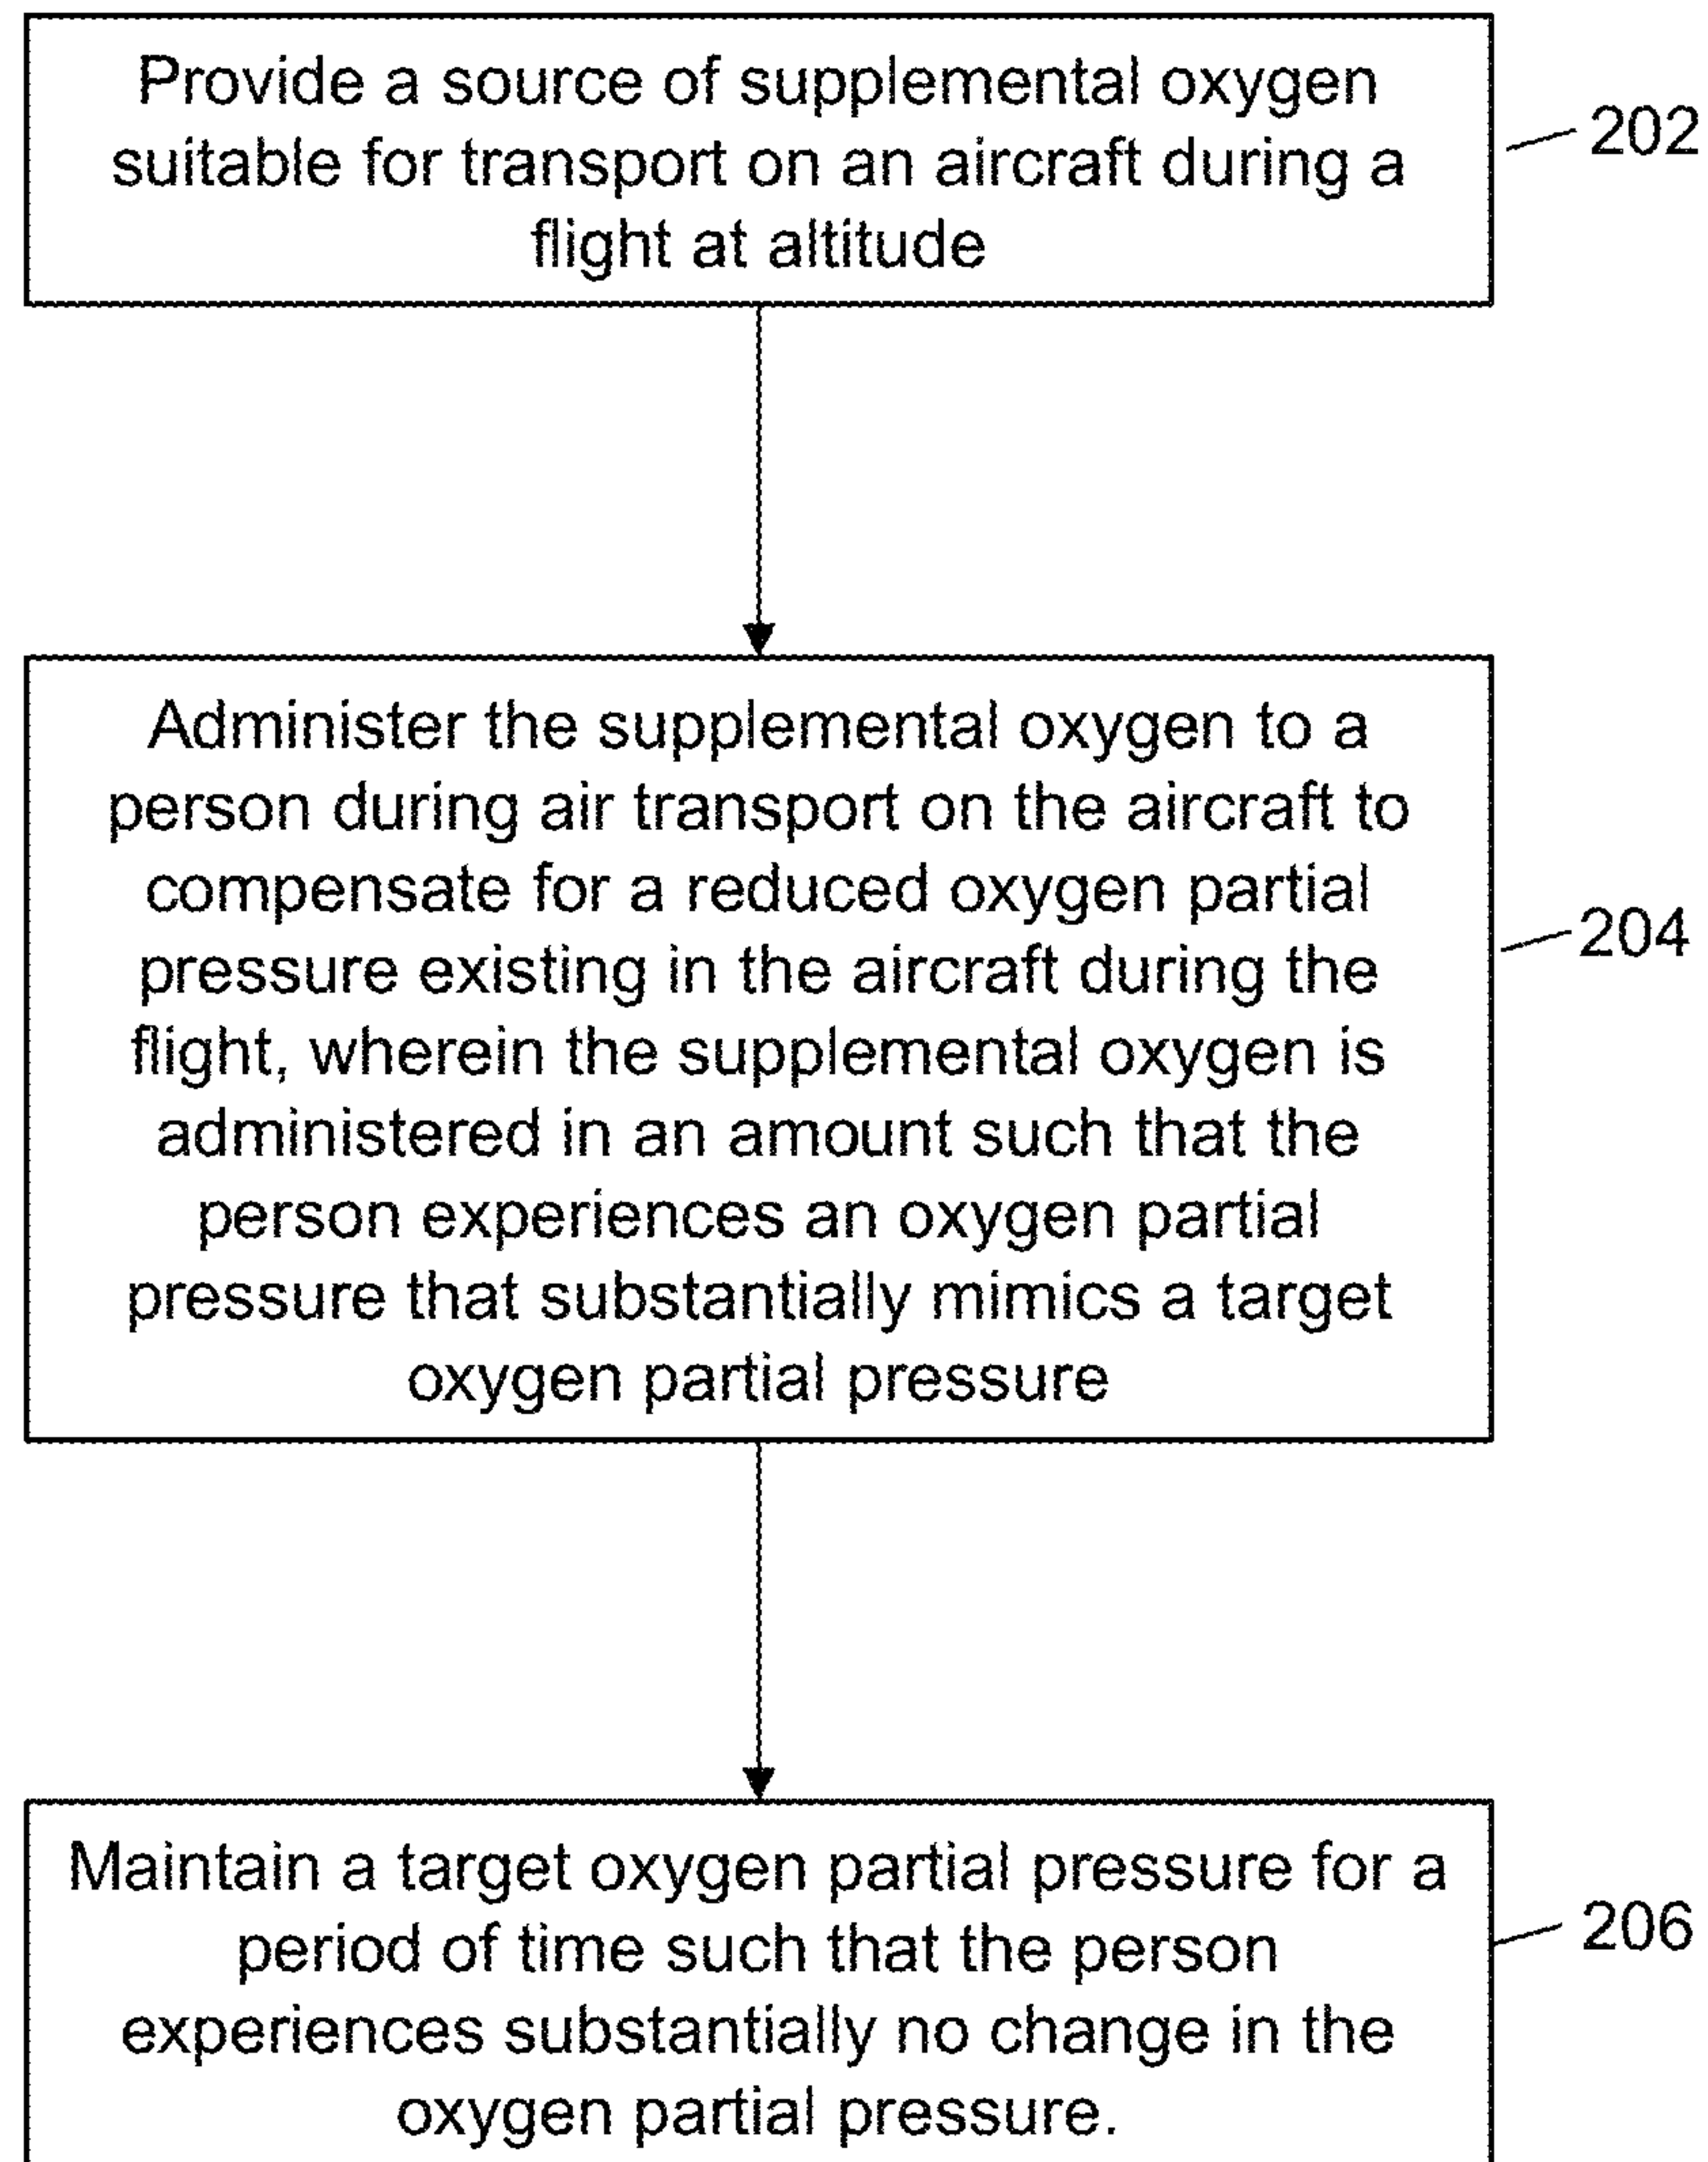 Provide a source of supplemental oxygen
suitable for transport on an aircraft during a
flight at altitude
202
Administer the supplemental oxygen to a
person during air transport on the aircraft to
compensate for a reduced oxygen partial
pressure existing in the aircraft during the
flight, wherein the supplemental oxygen is
administered in an amount such that the
person experiences an oxygen partial
pressure that substantially mimics a target
oxygen partial pressure
204
Maintain a target oxygen partial pressure for a
period of time such that the person
experiences substantially no change in the
oxygen partial pressure.
206